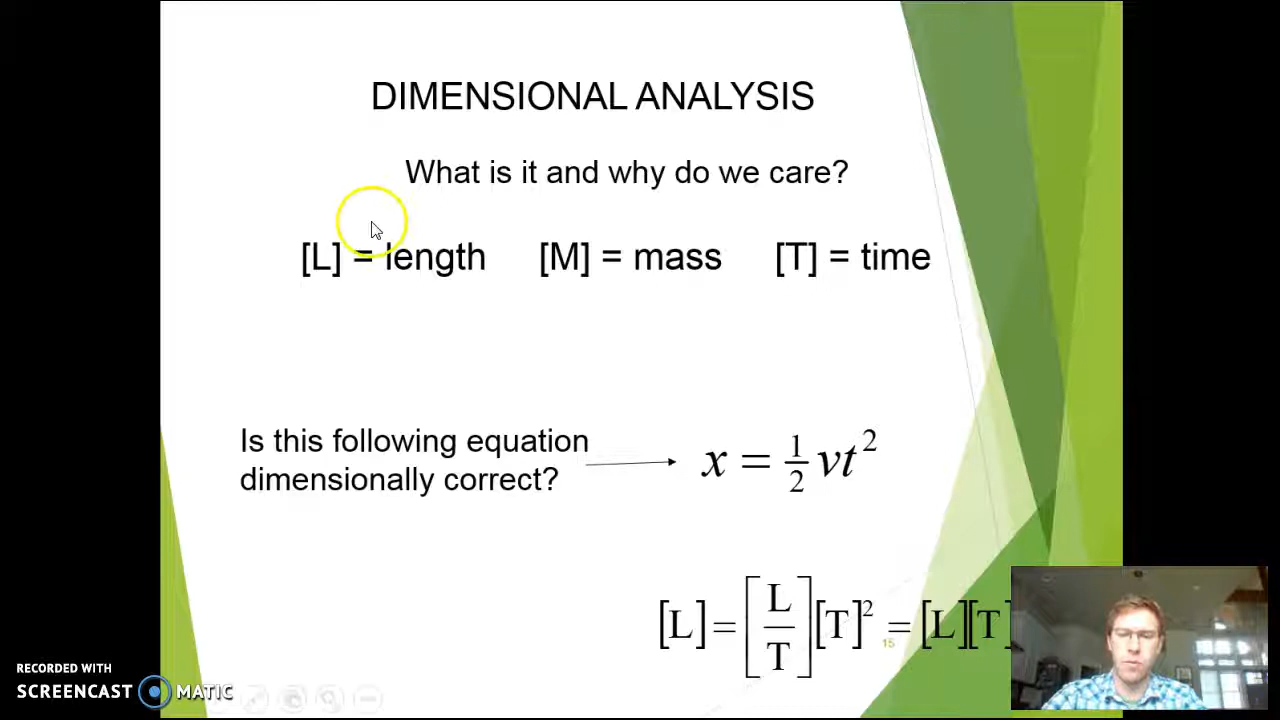 DIMENSIONAL ANALYSIS
What is it and why do we care?
[L] = length [M] = mass [T] = time
Is this following equation
dimensionally correct?
x = ½ vt²
[L] = [L/T] [T]² = [L][T]
15
RECORDED WITH
SCREENCAST MATIC